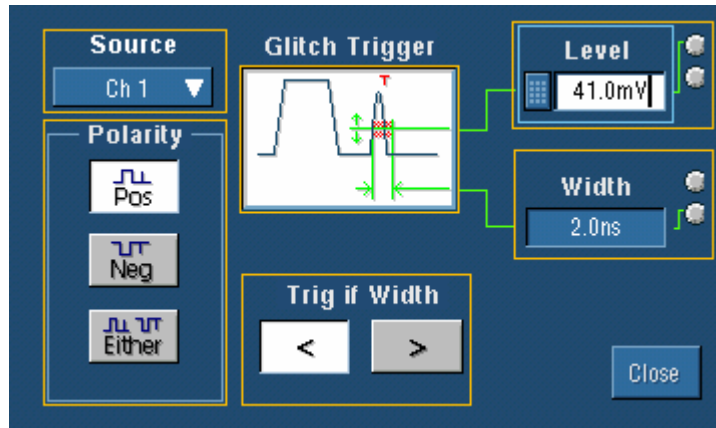 Source
Ch 1
Polarity
Pos
Neg
Either
Glitch Trigger
T
Trig if Width
<
>
Level
41.0mV
Width
2.0ns
Close